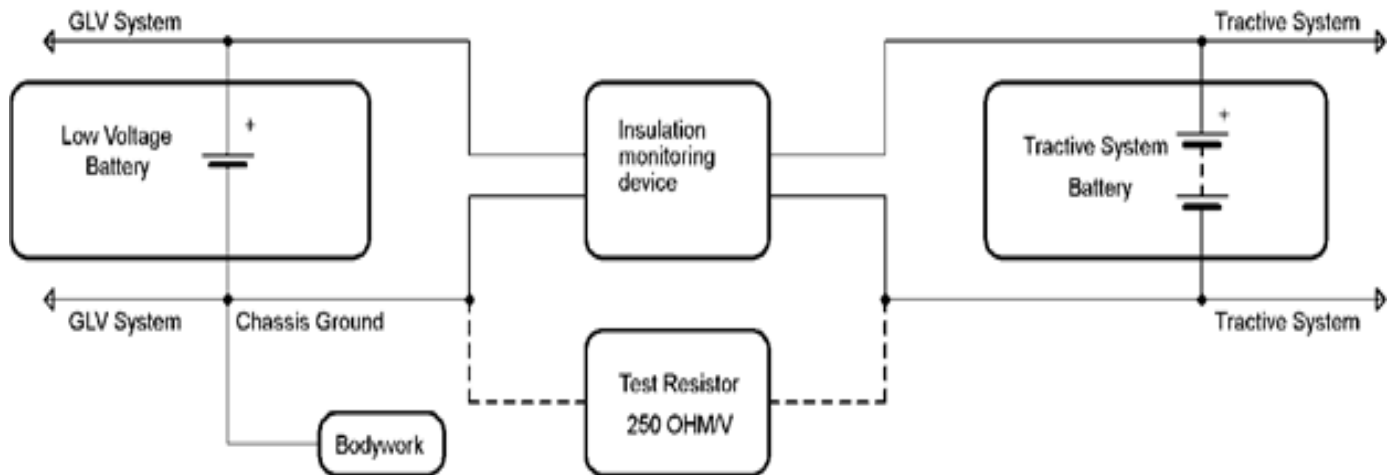 GLV System
Tractive System
Low Voltage
Battery
+
Insulation
monitoring
device
Tractive System
Battery
+
GLV System
Chassis Ground
Tractive System
Test Resistor
250 OHM/V
Bodywork